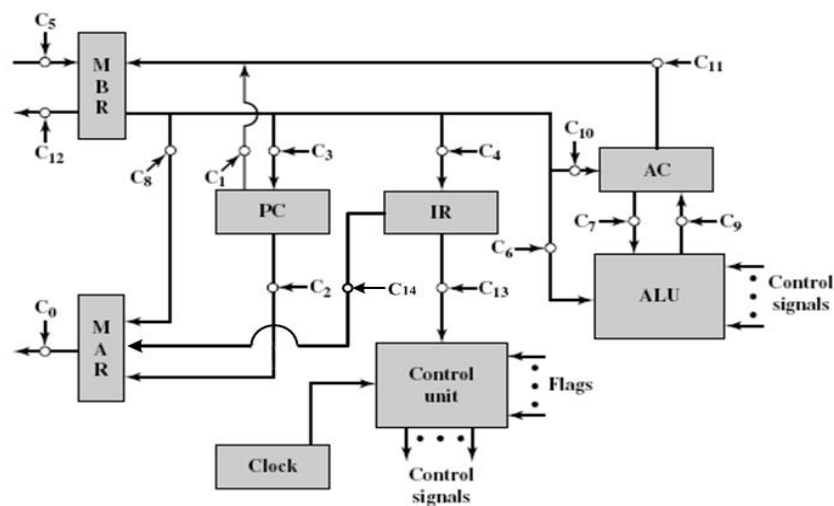 C5
M
B
R
C11
C12
C8
C1
C3
C4
C10
AC
PC
IR
C7
C9
C6
C0
M
A
R
C2
C14
C13
ALU
Control
signals
Control
unit
Flags
Clock
Control
signals